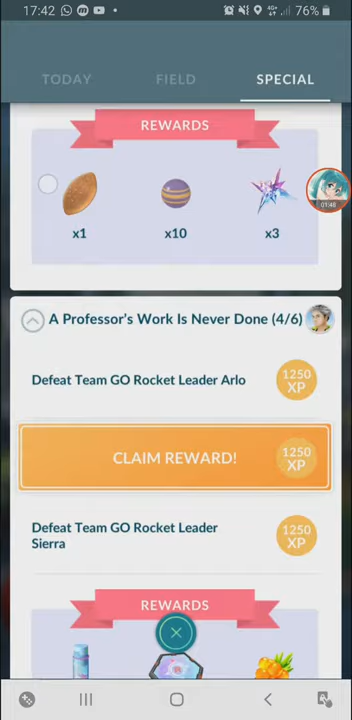 17:42 76%
TODAY FIELD SPECIAL
REWARDS
x1 x10 x3
01:48
A Professor's Work Is Never Done (4/6)
Defeat Team GO Rocket Leader Arlo
1250
XP
CLAIM REWARD!
1250
XP
Defeat Team GO Rocket Leader
Sierra
1250
XP
REWARDS